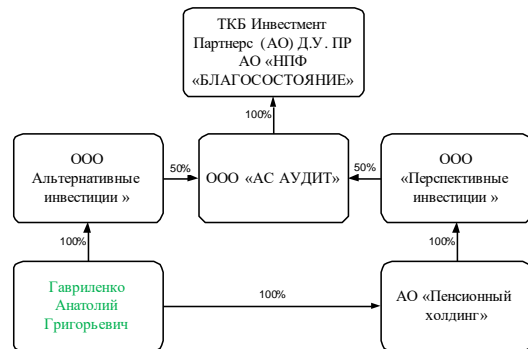 ТКБ Инвестмент
Партнерс (АО) Д.У. ПР
АО «НПФ
«БЛАГОСОСТОЯНИЕ»
100%
ООО
Альтернативные
инвестиции »
50%
ООО «АС АУДИТ»
50%
ООО
«Перспективные
инвестиции »
100%
100%
Гавриленко
Анатолий
Григорьевич
100%
АО «Пенсионный
холдинг»